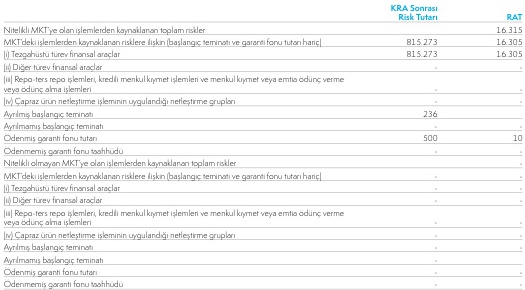 KRA Sonrası
Risk Tutarı RAT
Nitelikli MKT'ye olan işlemlerden kaynaklanan toplam riskler 16.315
MKT'deki işlemlerden kaynaklanan risklere ilişkin (başlangıç teminatı ve garanti fonu tutarı hariç) 815.273 16.305
(i) Tezgahüstü türev finansal araçlar 815.273 16.305
(ii) Diğer türev finansal araçlar - -
(iii) Repo-ters repo işlemleri, kredili menkul kıymet işlemleri ve menkul kıymet veya emtia ödünç verme
veya ödünç alma işlemleri - -
(iv) Çapraz ürün netleştirme işleminin uygulandığı netleştirme grupları - -
Ayrılmış başlangıç teminatı 236
Ayrılmamış başlangıç teminatı - -
Ödenmiş garanti fonu tutarı 500 10
Ödenmemiş garanti fonu taahhüdü - -
Nitelikli olmayan MKT'ye olan işlemlerden kaynaklanan toplam riskler - -
MKT'deki işlemlerden kaynaklanan risklere ilişkin (başlangıç teminatı ve garanti fonu tutarı hariç) - -
(i) Tezgahüstü türev finansal araçlar - -
(ii) Diğer türev finansal araçlar - -
(iii) Repo-ters repo işlemleri, kredili menkul kıymet işlemleri ve menkul kıymet veya emtia ödünç verme
veya ödünç alma işlemleri - -
(iv) Çapraz ürün netleştirme işleminin uygulandığı netleştirme grupları - -
Ayrılmış başlangıç teminatı - -
Ayrılmamış başlangıç teminatı - -
Ödenmiş garanti fonu tutarı - -
Ödenmemiş garanti fonu taahhüdü - -